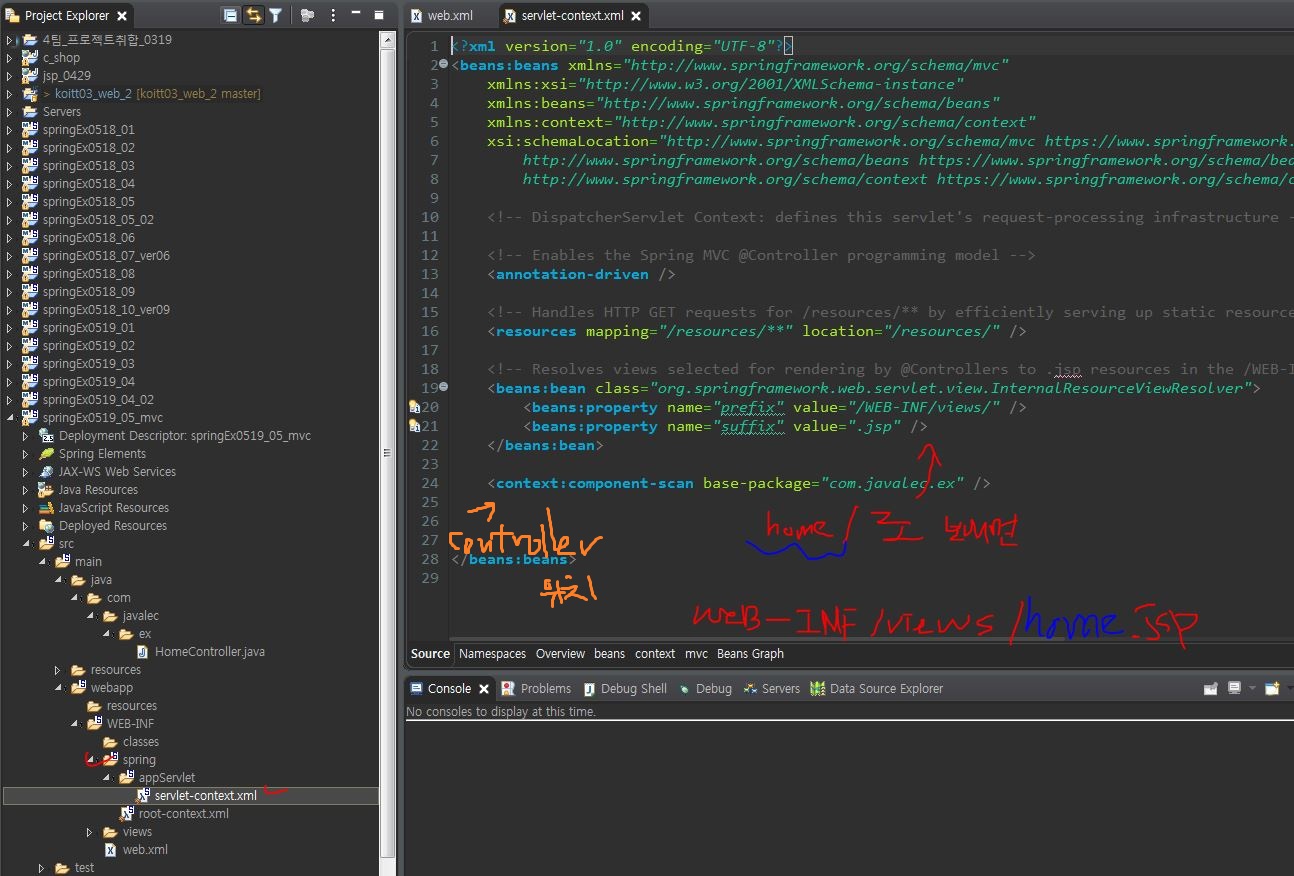 Project Explorer
4팀_프로젝트취합_0319
c_shop
jsp_0429
> koitt03_web_2 [koitt03_web_2 master]
Servers
springEx0518_01
springEx0518_02
springEx0518_03
springEx0518_04
springEx0518_05
springEx0518_05_02
springEx0518_06
springEx0518_07_ver06
springEx0518_08
springEx0518_09
springEx0518_10_ver09
springEx0519_01
springEx0519_02
springEx0519_03
springEx0519_04
springEx0519_04_02
springEx0519_05_mvc
Deployment Descriptor: springEx0519_05_mvc
Spring Elements
JAX-WS Web Services
Java Resources
JavaScript Resources
Deployed Resources
src
main
java
com
javalec
ex
HomeController.java
resources
webapp
resources
WEB-INF
classes
spring
appServlet
servlet-context.xml
root-context.xml
views
web.xml
test
web.xml servlet-context.xml
1 <?xml version="1.0" encoding="UTF-8"?>
2 <beans:beans xmlns="http://www.springframework.org/schema/mvc"
3 xmlns:xsi="http://www.w3.org/2001/XMLSchema-instance"
4 xmlns:beans="http://www.springframework.org/schema/beans"
5 xmlns:context="http://www.springframework.org/schema/context"
6 xsi:schemaLocation="http://www.springframework.org/schema/mvc https://www.springframework.
7 http://www.springframework.org/schema/beans https://www.springframework.org/schema/bea
8 http://www.springframework.org/schema/context https://www.springframework.org/schema/c
9
10 <!-- DispatcherServlet Context: defines this servlet's request-processing infrastructure -
11
12 <!-- Enables the Spring MVC @Controller programming model -->
13 <annotation-driven />
14
15 <!-- Handles HTTP GET requests for /resources/** by efficiently serving up static resource
16 <resources mapping="/resources/**" location="/resources/" />
17
18 <!-- Resolves views selected for rendering by @Controllers to .jsp resources in the /WEB-I
19 <beans:bean class="org.springframework.web.servlet.view.InternalResourceViewResolver">
20 <beans:property name="prefix" value="/WEB-INF/views/" />
21 <beans:property name="suffix" value=".jsp" />
22 </beans:bean>
23
24 <context:component-scan base-package="com.javalec.ex" />
25
26
27
28 </beans:beans>
29
controller
위치
home/로 보내면
WEB-INF/views/home.jsp
Source Namespaces Overview beans context mvc Beans Graph
Console Problems Debug Shell Debug Servers Data Source Explorer
No consoles to display at this time.